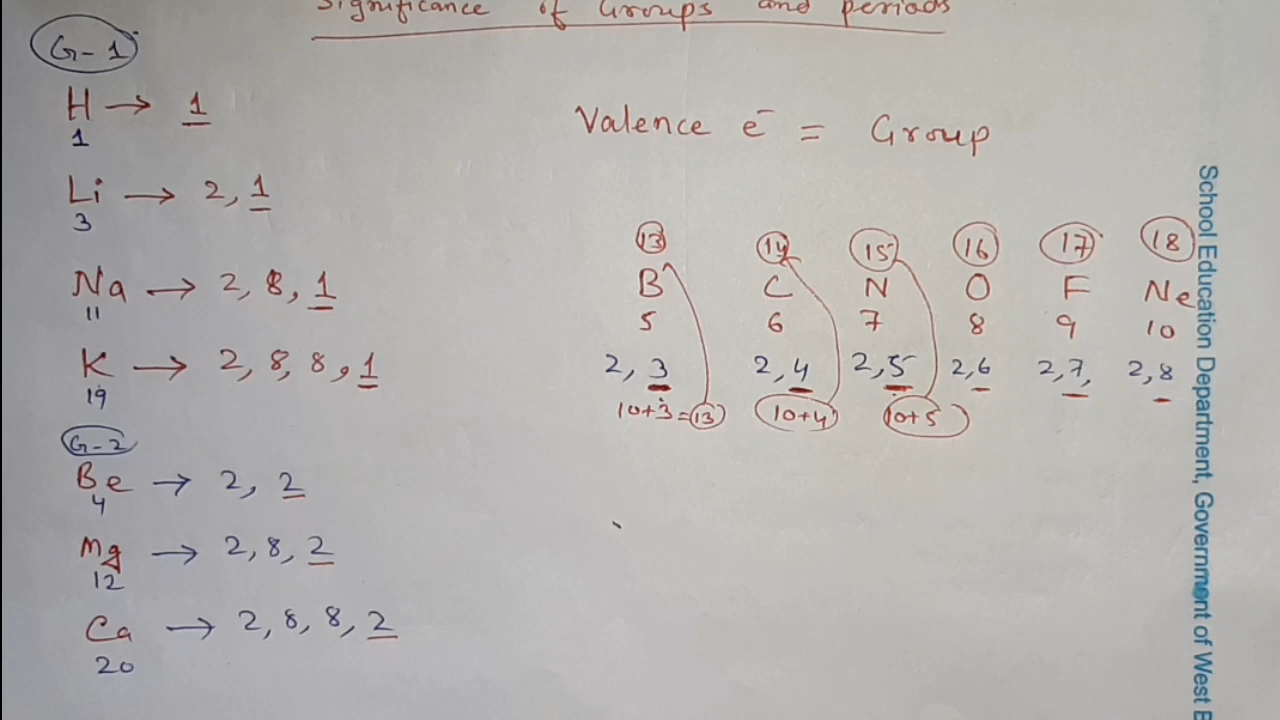 Significance of Groups and periods
G-1
H → 1
1
Li → 2, 1
3
Na → 2, 8, 1
11
K → 2, 8, 8, 1
19
G-2
Be → 2, 2
4
Mg → 2, 8, 2
12
Ca → 2, 8, 8, 2
20
Valence e⁻ = Group
13 14 15 16 17 18
B C N O F Ne
5 6 7 8 9 10
2, 3 2, 4 2, 5 2, 6 2, 7, 2, 8
10+3=13 10+4 10+5
School Education Department, Government of West B